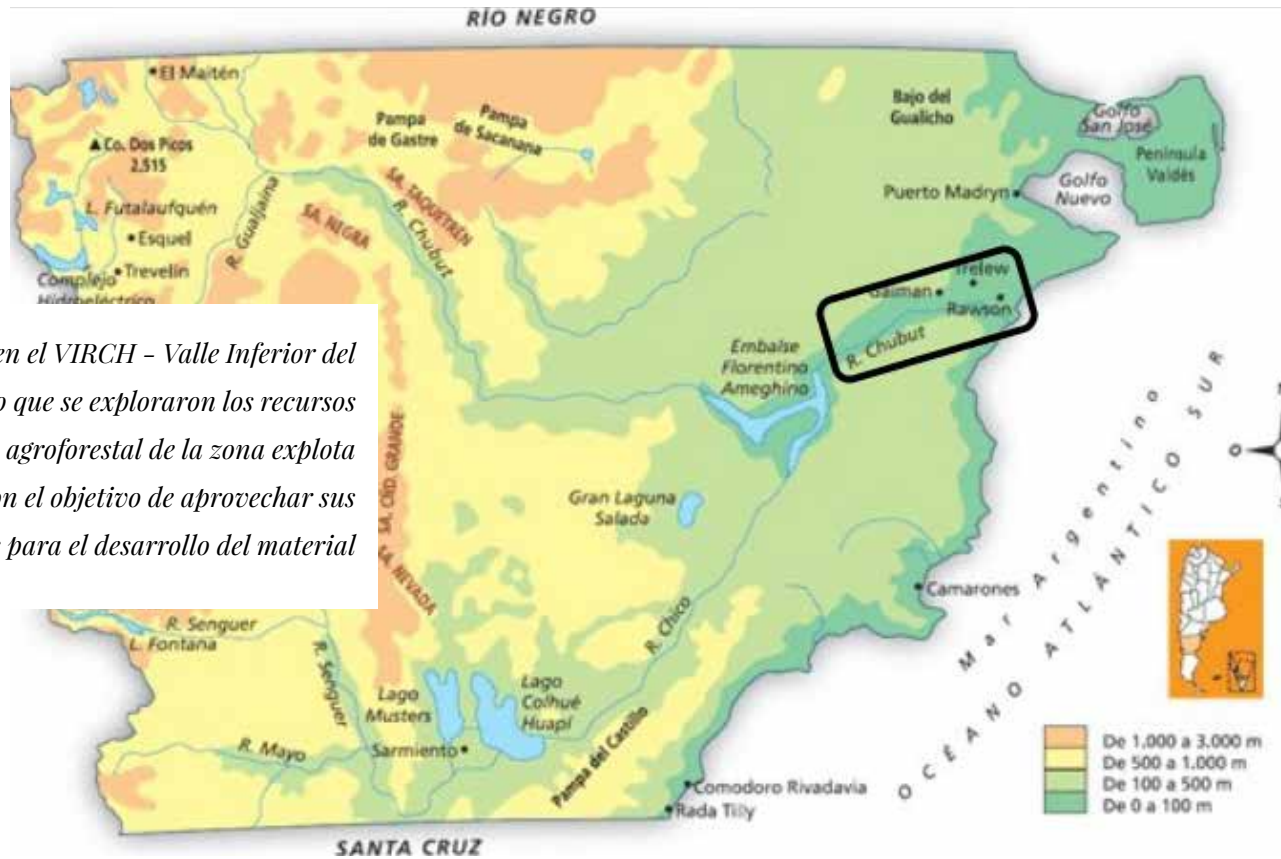 RÍO NEGRO
El Maitén
Co. Dos Picos
2.515
L. Futalaufquén
Esquel
Trevelin
Complejo
Hidroeléctrico
R. Gualjaina
Pampa
de Gastre
Pampa
de Sacanana
SA. TAQUETREN
SA. NEGRA
R. Chubut
Bajo del
Gualicho
Golfo
San José
Península
Valdés
Puerto Madryn
Golfo
Nuevo
Trelew
Gaiman
Rawson
R. Chubut
Embalse
Florentino
Ameghino
en el VIRCH – Valle Inferior del
o que se exploraron los recursos
agroforestal de la zona explota
on el objetivo de aprovechar sus
para el desarrollo del material
SA. CÍD. GRANDE
SA. NEVADA
Gran Laguna
Salada
Camarones
R. Senguer
L. Fontana
R. Senguer
R. Chico
Lago
Musters
Lago
Colhué
Huapí
R. Mayo
Sarmiento
Pampa del Castillo
Comodoro Rivadavia
Rada Tilly
SANTA CRUZ
Mar Argentino
OCÉANO ATLÁNTICO SUR
O
De 1.000 a 3.000 m
De 500 a 1.000 m
De 100 a 500 m
De 0 a 100 m